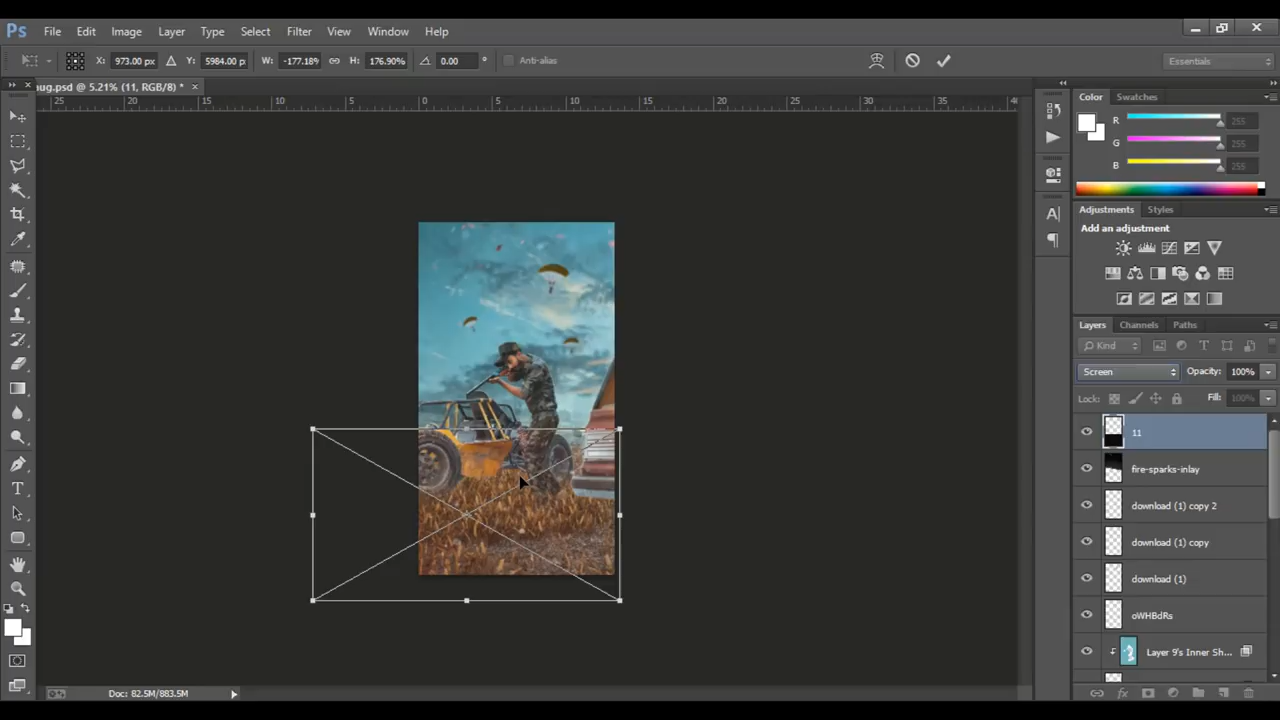 Ps File Edit Image Layer Type Select Filter View Window Help
X: 973.00 px Y: 5984.00 p W: -177.18% H: 176.90% 0.00 ° Anti-alias Essentials
ug.psd @ 5.21% (11, RGB/8) * ×
25 20 15 10 5 0 5 10 15 20 25 30 35
Color Swatches
R 255
G 255
B 255
Adjustments Styles
Add an adjustment
Layers Channels Paths
Kind
Screen Opacity: 100%
Lock: Fill: 100%
11
fire-sparks-inlay
download (1) copy 2
download (1) copy
download (1)
oWHBdRs
Layer 9's Inner Sh...
Doc: 82.5M/883.5M